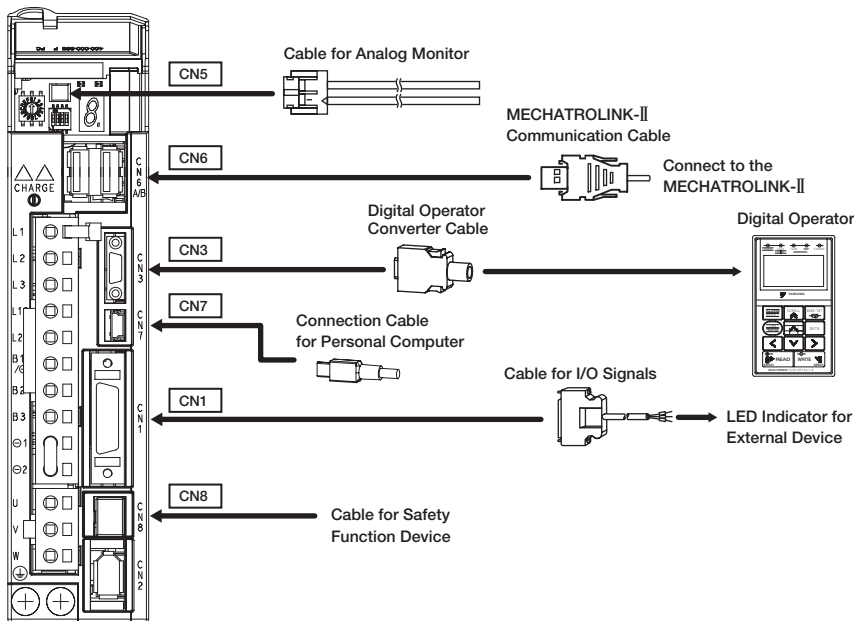 CN5
Cable for Analog Monitor
CN6
MECHATROLINK-Ⅱ
Communication Cable
Connect to the
MECHATROLINK-Ⅱ
CN3
Digital Operator
Converter Cable
Digital Operator
CN7
Connection Cable
for Personal Computer
CN1
Cable for I/O Signals
LED Indicator for
External Device
CN8
Cable for Safety
Function Device
CHARGE
CN6
A/B
L1
L2
L3
CN3
L1
L2
CN7
B1
B2
B3
CN1
⊖1
⊖2
U
V
W
CN8
CN2
DATA
READ
WRITE